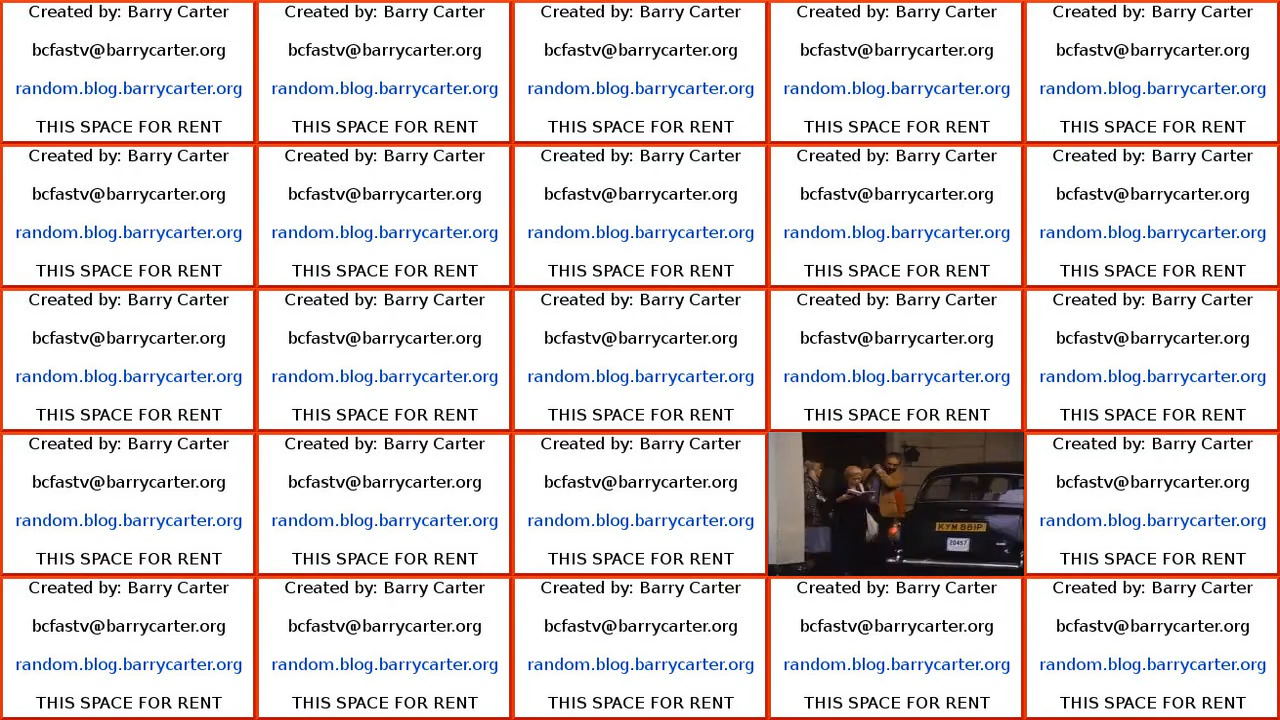 Created by: Barry Carter
bcfastv@barrycarter.org
random.blog.barrycarter.org
THIS SPACE FOR RENT
Created by: Barry Carter
bcfastv@barrycarter.org
random.blog.barrycarter.org
THIS SPACE FOR RENT
Created by: Barry Carter
bcfastv@barrycarter.org
random.blog.barrycarter.org
THIS SPACE FOR RENT
Created by: Barry Carter
bcfastv@barrycarter.org
random.blog.barrycarter.org
THIS SPACE FOR RENT
Created by: Barry Carter
bcfastv@barrycarter.org
random.blog.barrycarter.org
THIS SPACE FOR RENT
Created by: Barry Carter
bcfastv@barrycarter.org
random.blog.barrycarter.org
THIS SPACE FOR RENT
Created by: Barry Carter
bcfastv@barrycarter.org
random.blog.barrycarter.org
THIS SPACE FOR RENT
Created by: Barry Carter
bcfastv@barrycarter.org
random.blog.barrycarter.org
THIS SPACE FOR RENT
Created by: Barry Carter
bcfastv@barrycarter.org
random.blog.barrycarter.org
THIS SPACE FOR RENT
Created by: Barry Carter
bcfastv@barrycarter.org
random.blog.barrycarter.org
THIS SPACE FOR RENT
Created by: Barry Carter
bcfastv@barrycarter.org
random.blog.barrycarter.org
THIS SPACE FOR RENT
Created by: Barry Carter
bcfastv@barrycarter.org
random.blog.barrycarter.org
THIS SPACE FOR RENT
Created by: Barry Carter
bcfastv@barrycarter.org
random.blog.barrycarter.org
THIS SPACE FOR RENT
Created by: Barry Carter
bcfastv@barrycarter.org
random.blog.barrycarter.org
THIS SPACE FOR RENT
Created by: Barry Carter
bcfastv@barrycarter.org
random.blog.barrycarter.org
THIS SPACE FOR RENT
Created by: Barry Carter
bcfastv@barrycarter.org
random.blog.barrycarter.org
THIS SPACE FOR RENT
Created by: Barry Carter
bcfastv@barrycarter.org
random.blog.barrycarter.org
THIS SPACE FOR RENT
Created by: Barry Carter
bcfastv@barrycarter.org
random.blog.barrycarter.org
THIS SPACE FOR RENT
KYM 881P
20457
Created by: Barry Carter
bcfastv@barrycarter.org
random.blog.barrycarter.org
THIS SPACE FOR RENT
Created by: Barry Carter
bcfastv@barrycarter.org
random.blog.barrycarter.org
THIS SPACE FOR RENT
Created by: Barry Carter
bcfastv@barrycarter.org
random.blog.barrycarter.org
THIS SPACE FOR RENT
Created by: Barry Carter
bcfastv@barrycarter.org
random.blog.barrycarter.org
THIS SPACE FOR RENT
Created by: Barry Carter
bcfastv@barrycarter.org
random.blog.barrycarter.org
THIS SPACE FOR RENT
Created by: Barry Carter
bcfastv@barrycarter.org
random.blog.barrycarter.org
THIS SPACE FOR RENT